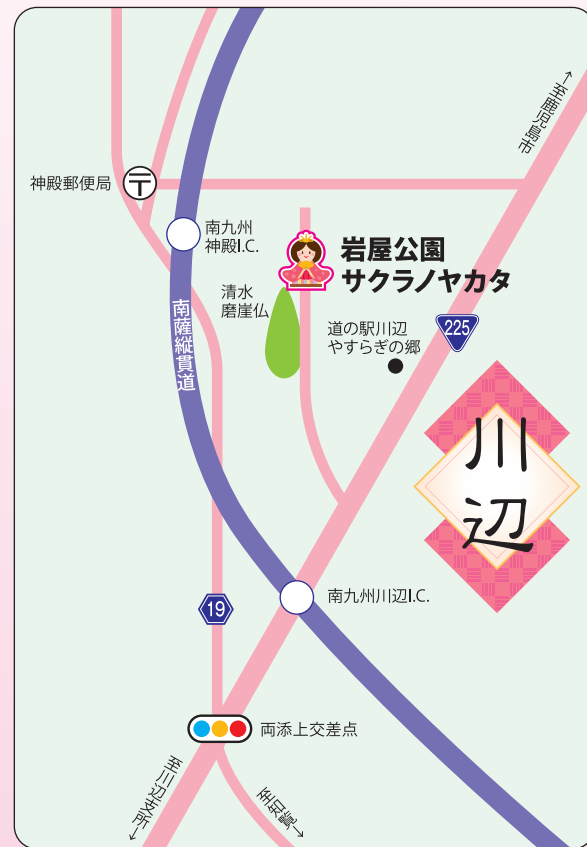 →至鹿児島市
神殿郵便局
南九州
神殿I.C.
岩屋公園
サクラノヤカタ
清水
磨崖仏
南薩縦貫道
道の駅川辺
やすらぎの郷
225
川辺
南九州川辺I.C.
19
両添上交差点
至川辺支所→
至知覧→